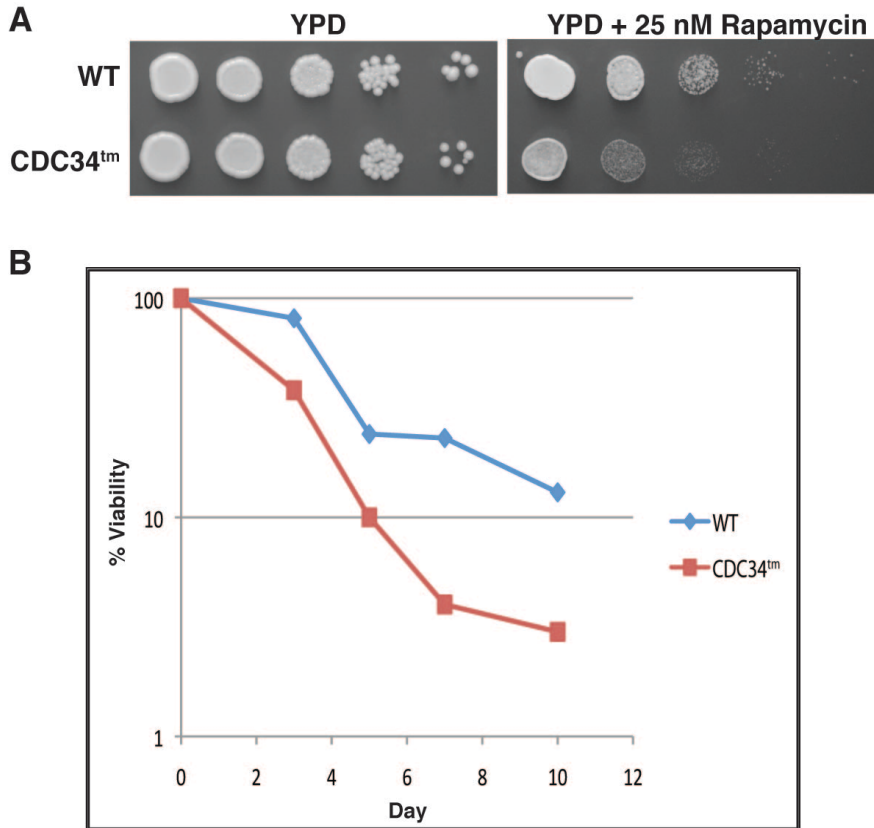 A
YPD
YPD + 25 nM Rapamycin
WT
CDC34tm
B
100
10
1
0 2 4 6 8 10 12
% Viability
Day
WT
CDC34tm